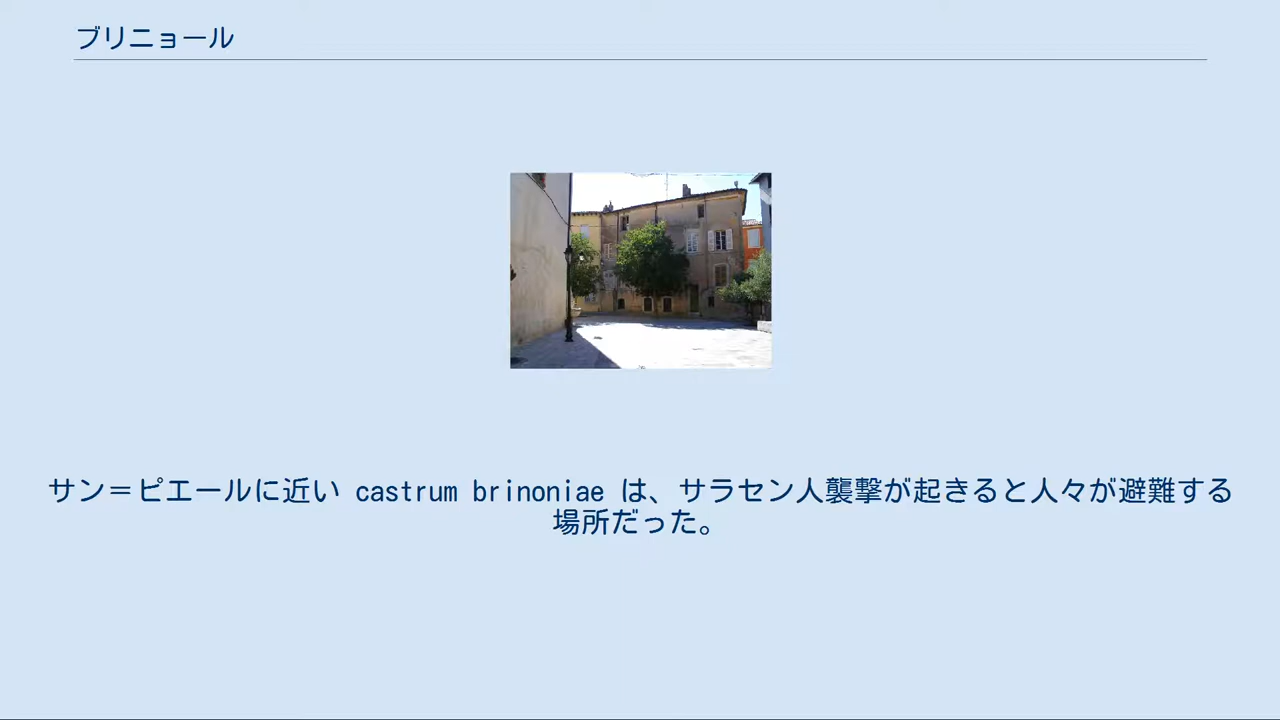 ブリニョール
サン＝ピエールに近い castrum brinoniae は、サラセン人襲撃が起きると人々が避難する
場所だった。